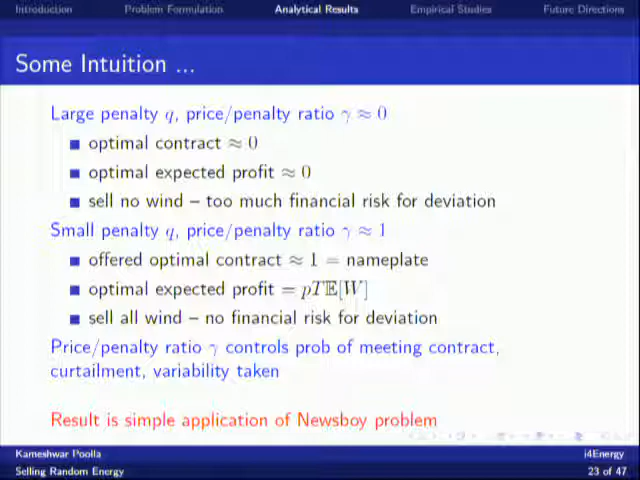 Introduction Problem Formulation Analytical Results Empirical Studies Future Directions
Some Intuition ...
Large penalty q, price/penalty ratio γ ≈ 0
optimal contract ≈ 0
optimal expected profit ≈ 0
sell no wind – too much financial risk for deviation
Small penalty q, price/penalty ratio γ ≈ 1
offered optimal contract ≈ 1 = nameplate
optimal expected profit = pT𝔼[W]
sell all wind – no financial risk for deviation
Price/penalty ratio γ controls prob of meeting contract,
curtailment, variability taken
Result is simple application of Newsboy problem
Kameshwar Poolla i4Energy
Selling Random Energy 23 of 47